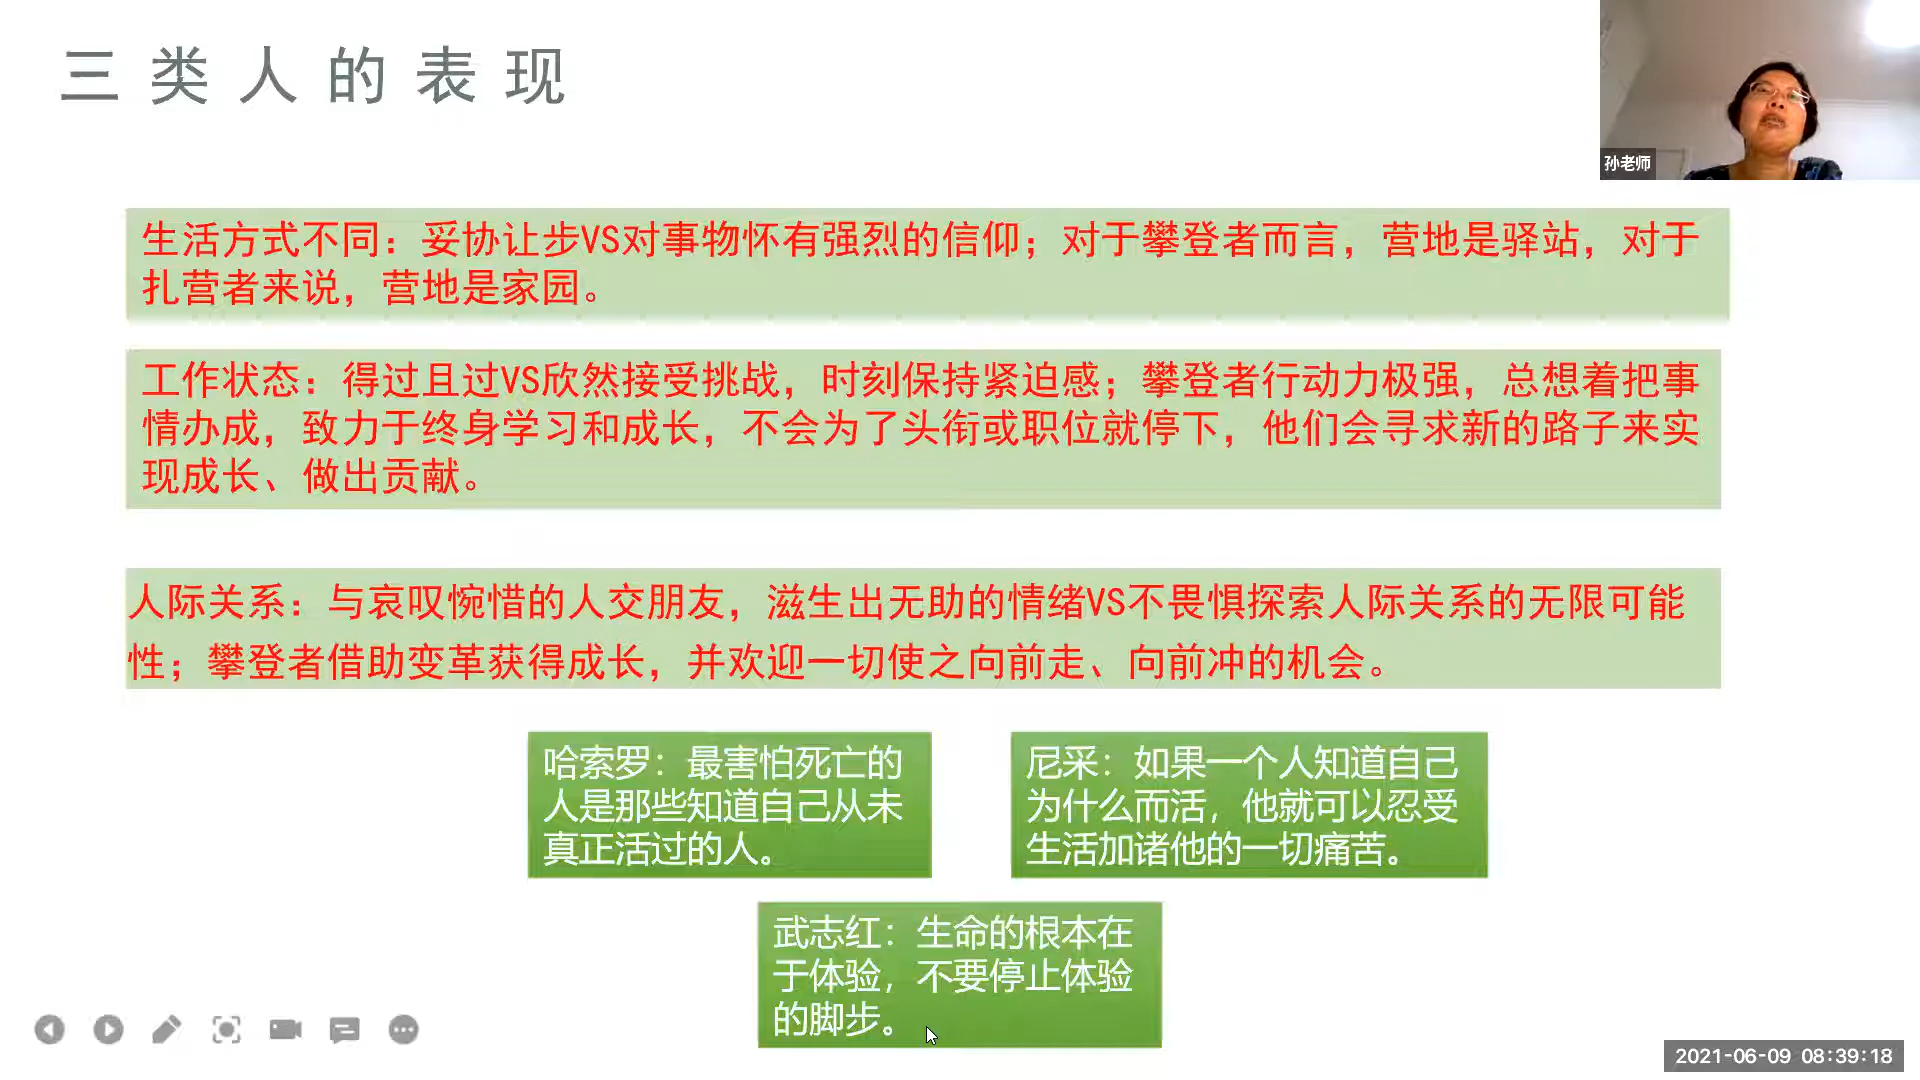 三类人的表现
孙老师
生活方式不同：妥协让步VS对事物怀有强烈的信仰；对于攀登者而言，营地是驿站，对于
扎营者来说，营地是家园。
工作状态：得过且过VS欣然接受挑战，时刻保持紧迫感；攀登者行动力极强，总想着把事
情办成，致力于终身学习和成长，不会为了头衔或职位就停下，他们会寻求新的路子来实
现成长、做出贡献。
人际关系：与哀叹惋惜的人交朋友，滋生出无助的情绪VS不畏惧探索人际关系的无限可能
性；攀登者借助变革获得成长，并欢迎一切使之向前走、向前冲的机会。
哈索罗：最害怕死亡的
人是那些知道自己从未
真正活过的人。
尼采：如果一个人知道自己
为什么而活，他就可以忍受
生活加诸他的一切痛苦。
武志红：生命的根本在
于体验，不要停止体验
的脚步。
2021-06-09 08:39:18